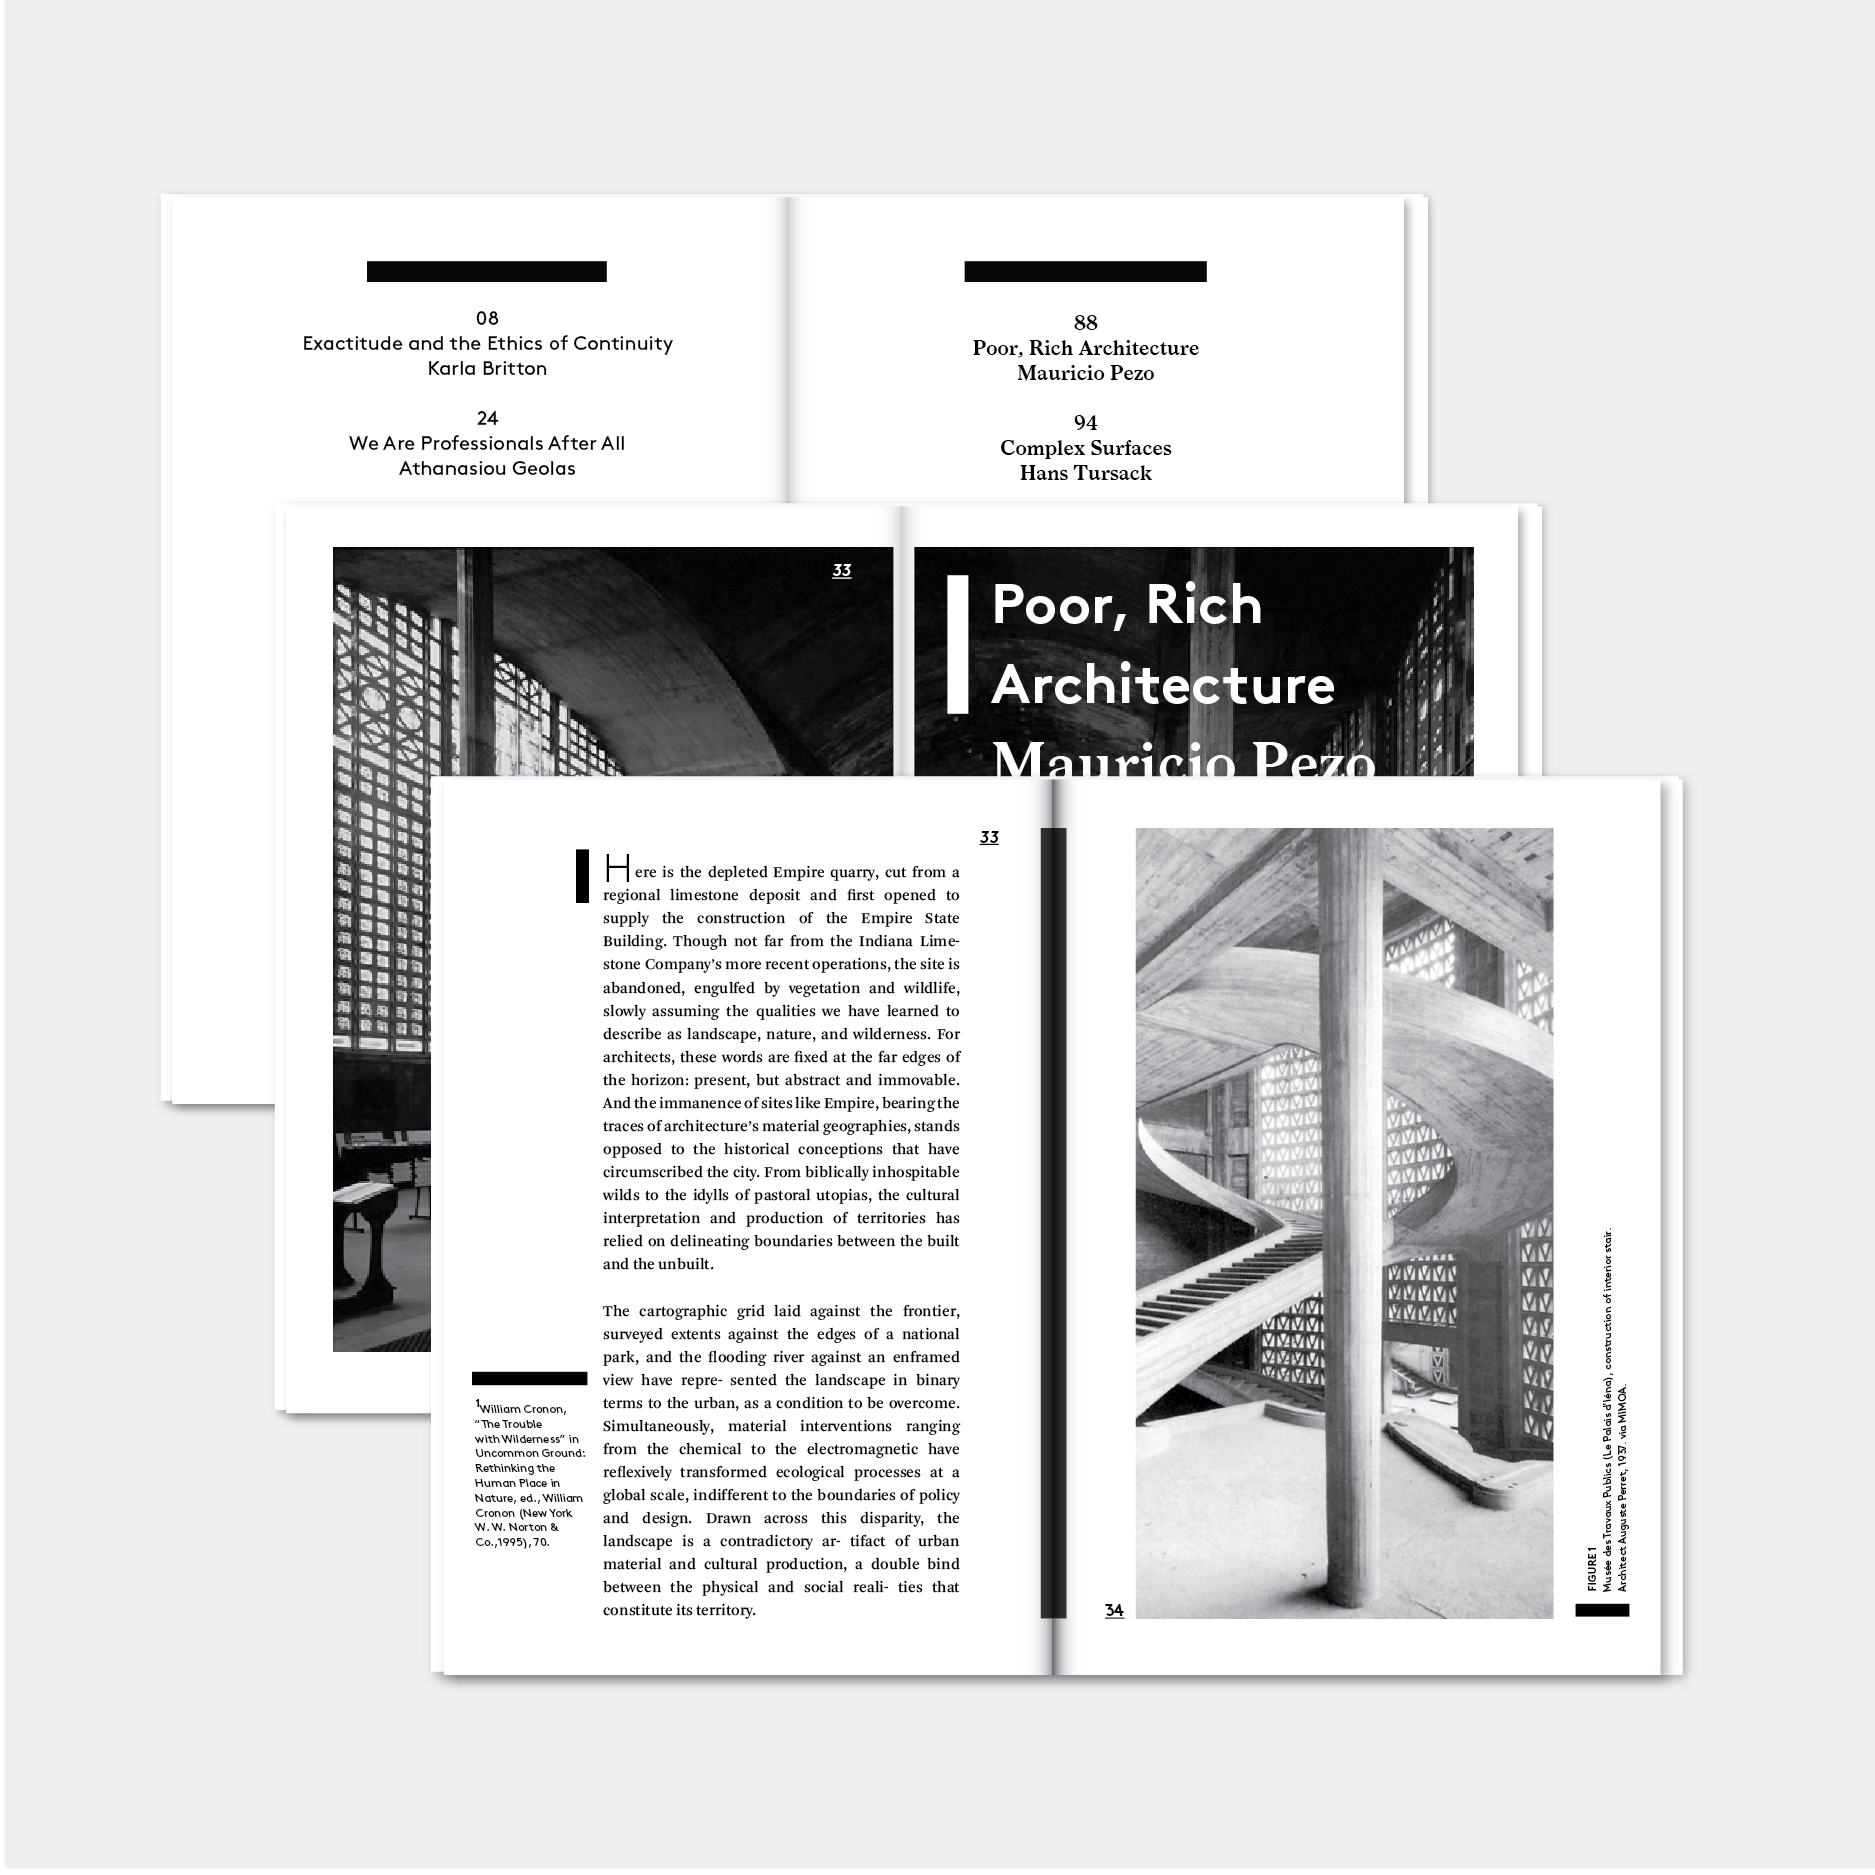 08
Exactitude and the Ethics of Continuity
Karla Britton
24
We Are Professionals After All
Athanasiou Geolas
88
Poor, Rich Architecture
Mauricio Pezo
94
Complex Surfaces
Hans Tursack
33
Poor, Rich
Architecture
Mauricio Pezo
33
Here is the depleted Empire quarry, cut from a
regional limestone deposit and first opened to
supply the construction of the Empire State
Building. Though not far from the Indiana Lime-
stone Company’s more recent operations, the site is
abandoned, engulfed by vegetation and wildlife,
slowly assuming the qualities we have learned to
describe as landscape, nature, and wilderness. For
architects, these words are fixed at the far edges of
the horizon: present, but abstract and immovable.
And the immanence of sites like Empire, bearing the
traces of architecture’s material geographies, stands
opposed to the historical conceptions that have
circumscribed the city. From biblically inhospitable
wilds to the idylls of pastoral utopias, the cultural
interpretation and production of territories has
relied on delineating boundaries between the built
and the unbuilt.
The cartographic grid laid against the frontier,
surveyed extents against the edges of a national
park, and the flooding river against an enframed
view have repre- sented the landscape in binary
terms to the urban, as a condition to be overcome.
Simultaneously, material interventions ranging
from the chemical to the electromagnetic have
reflexively transformed ecological processes at a
global scale, indifferent to the boundaries of policy
and design. Drawn across this disparity, the
landscape is a contradictory ar- tifact of urban
material and cultural production, a double bind
between the physical and social reali- ties that
constitute its territory.
1William Cronon,
“The Trouble
with Wilderness” in
Uncommon Ground:
Rethinking the
Human Place in
Nature, ed., William
Cronon (New York
W. W. Norton &
Co.,1995),70.
34
FIGURE 1
Musée des Travaux Publics (Le Palais d'Iéna), construction of interior stair.
Architect Auguste Perret, 1937. via MIMOA.